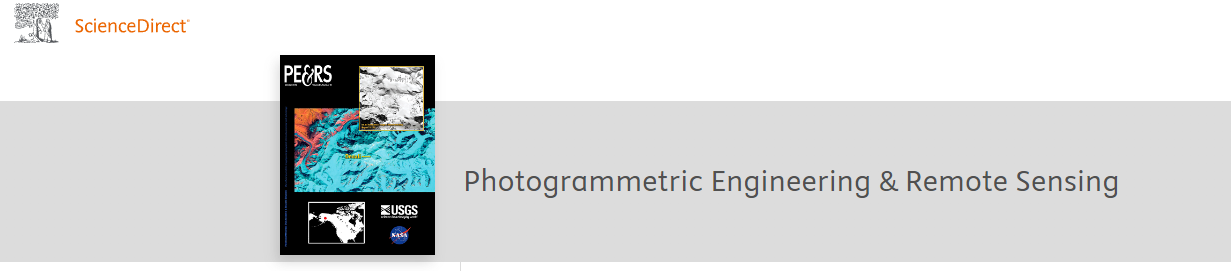 ScienceDirect
PE&RS
USGS
NASA
Photogrammetric Engineering & Remote Sensing